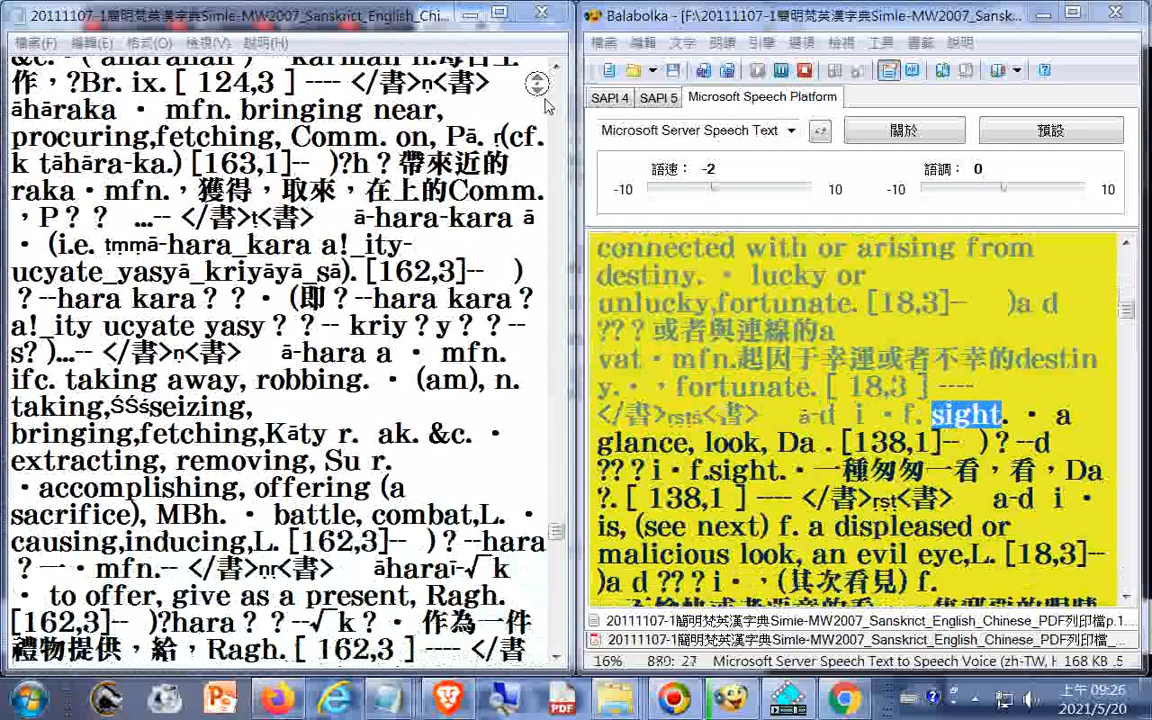 20111107-1簡明梵英漢字典Simle-MW2007_Sanskrict_English_Chi...
檔案(F) 編輯(E) 格式(O) 檢視(V) 說明(H)
作，?Br. ix. [ 124,3 ] ---- </書>ṇ<書>
āhāraka ‧ mfn. bringing near,
procuring,fetching, Comm. on, Pā. ṛ(cf.
k tāhāra-ka.) [163,1]-- )?h？帶來近的
raka‧mfn.，獲得，取來，在上的Comm.
，P？？ ...-- </書>ṭ<書> ā-hara-kara ā
‧ (i.e. ṭmmā-hara_kara a!_ity-
ucyate_yasyā_kriyāyā_sā). [162,3]-- )
？--hara kara？？‧(即？--hara kara？
a!_ity ucyate yasy？？-- kriy？y？？--
s？)...-- </書>ṇ<書> ā-hara a ‧ mfn.
ifc. taking away, robbing. ‧ (am), n.
taking,ŚŚśseizing,
bringing,fetching,Kāty r. ak. &c. ‧
extracting, removing, Su r.
‧accomplishing, offering (a
sacrifice), MBh. ‧ battle, combat,L. ‧
causing,inducing,L. [162,3]-- )？--hara
？一‧mfn.-- </書>ṇṛ<書> āharaī-√k
‧ to offer, give as a present, Ragh.
[162,3]-- )?hara？？--√k？‧作為一件
禮物提供，給，Ragh. [ 162,3 ] ---- </書
Balabolka - [F:\20111107-1簡明梵英漢字典Simle-MW2007_Sansk...
檔案 編輯 文字 朗讀 引擎 選項 檢視 工具 書籤 說明
SAPI 4 SAPI 5 Microsoft Speech Platform
Microsoft Server Speech Text 關於 預設
語速： -2 語調： 0
-10 10 -10 10
connected with or arising from
destiny. ‧ lucky or
unlucky,fortunate. [18,3]-- )a d
???或者與連線的a
vat‧mfn.起因于幸運或者不幸的destin
y.‧，fortunate. [ 18,3 ] ----
</書>ṛṣṭś<書> ā-d i ‧f. sight. ‧ a
glance, look, Da . [138,1]-- )？--d
???i‧f.sight.‧一種匆匆一看，看，Da
?. [ 138,1 ] ---- </書>ṛṣṭ<書> a-d i ‧
is, (see next) f. a displeased or
malicious look, an evil eye,L. [18,3]--
)a d ???i‧，(其次看見) f.
20111107-1簡明梵英漢字典Simle-MW2007_Sanskrict_English_Chinese_PDF列印檔p.1...
20111107-1簡明梵英漢字典Simle-MW2007_Sanskrict_English_Chinese_PDF列印檔_...
16% 880: 27 Microsoft Server Speech Text to Speech Voice (zh-TW, H 168 KB .5
上午 09:26
2021/5/20